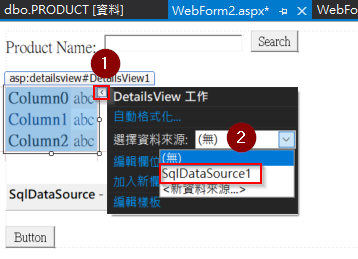 dbo.PRODUCT [資料]
WebForm2.aspx*
WebFo
Product Name:
Search
1
asp:detailsview#DetailsView1
Column0 abc
Column1 abc
Column2 abc
DetailsView 工作
自動格式化...
選擇資料來源: (無)
2
(無)
編輯欄位
SqlDataSource1
加入新欄
<新資料來源...>
編輯樣板
SqlDataSource -
Button